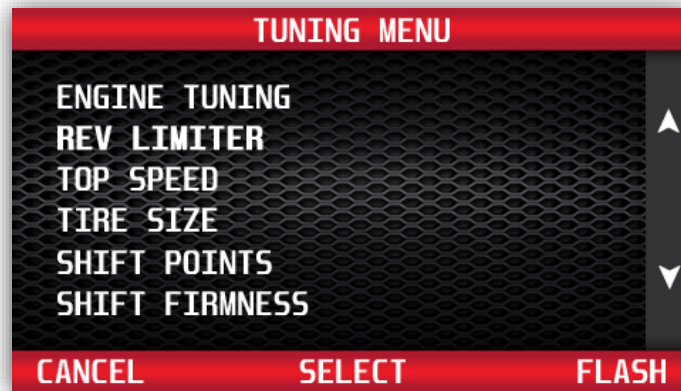 TUNING MENU
ENGINE TUNING
REV LIMITER
TOP SPEED
TIRE SIZE
SHIFT POINTS
SHIFT FIRMNESS
CANCEL SELECT FLASH